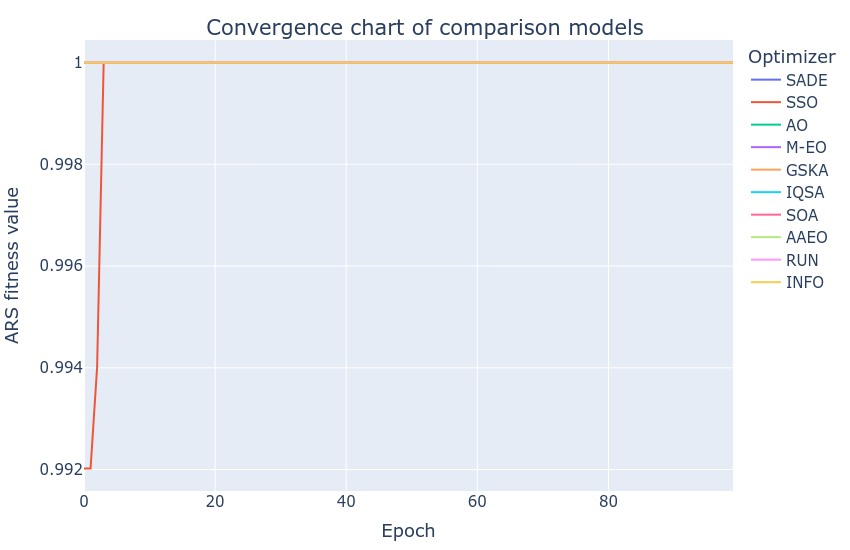 Convergence chart of comparison models
ARS fitness value
1
0.998
0.996
0.994
0.992
0
20
40
60
80
Epoch
Optimizer
SADE
SSO
AO
M-EO
GSKA
IQSA
SOA
AAEO
RUN
INFO